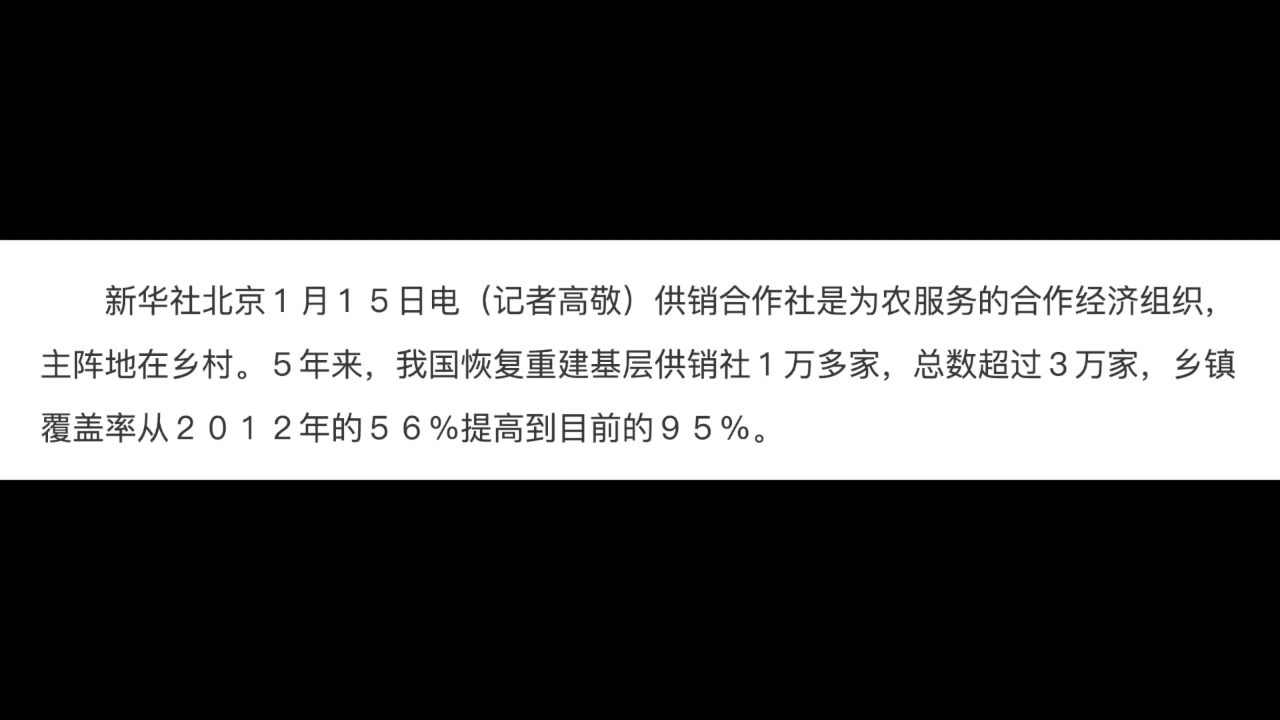 新华社北京１月１５日电（记者高敬）供销合作社是为农服务的合作经济组织，
主阵地在乡村。５年来，我国恢复重建基层供销社１万多家，总数超过３万家，乡镇
覆盖率从２０１２年的５６％提高到目前的９５％。